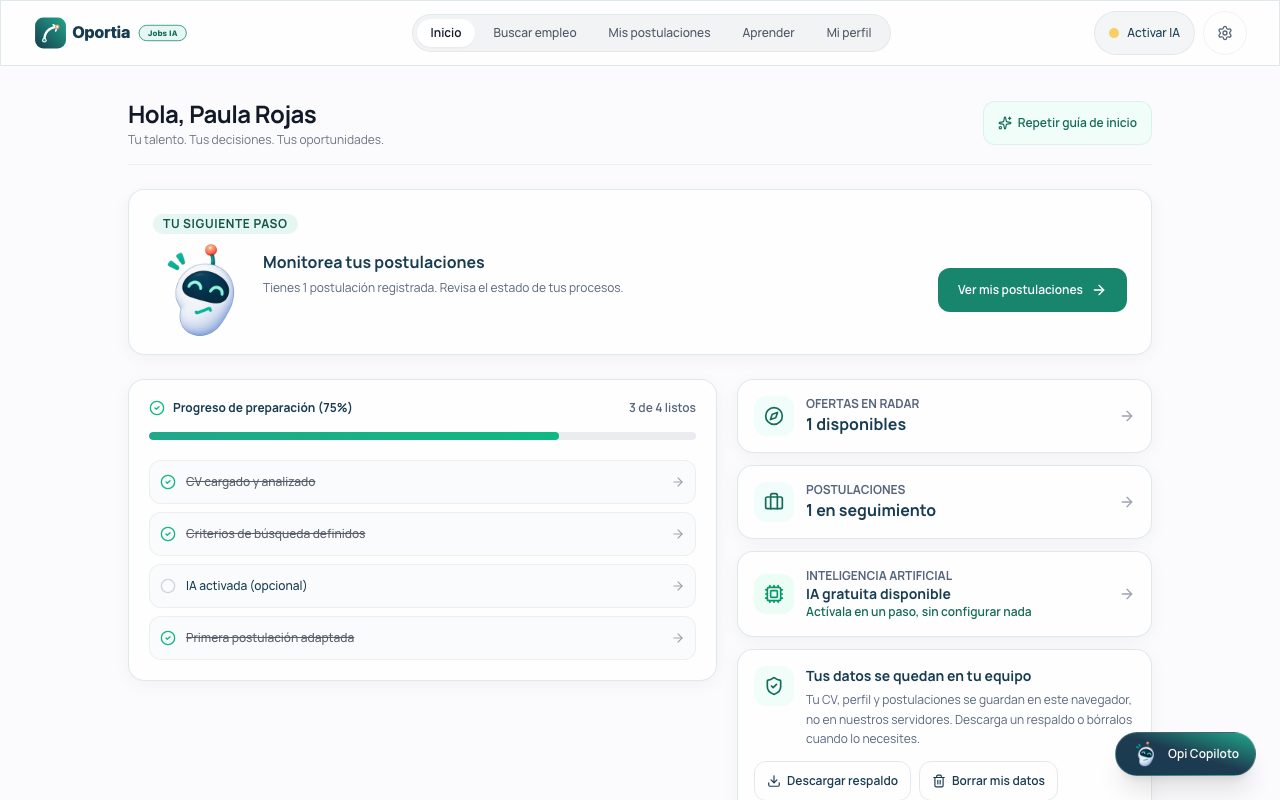 Oportia
Jobs IA
Inicio
Buscar empleo
Mis postulaciones
Aprender
Mi perfil
Activar IA
Hola, Paula Rojas
Tu talento. Tus decisiones. Tus oportunidades.
Repetir guía de inicio
TU SIGUIENTE PASO
Monitorea tus postulaciones
Tienes 1 postulación registrada. Revisa el estado de tus procesos.
Ver mis postulaciones
Progreso de preparación (75%)
3 de 4 listos
CV cargado y analizado
Criterios de búsqueda definidos
IA activada (opcional)
Primera postulación adaptada
OFERTAS EN RADAR
1 disponibles
POSTULACIONES
1 en seguimiento
INTELIGENCIA ARTIFICIAL
IA gratuita disponible
Actívala en un paso, sin configurar nada
Tus datos se quedan en tu equipo
Tu CV, perfil y postulaciones se guardan en este navegador,
no en nuestros servidores. Descarga un respaldo o bórralos
cuando lo necesites.
Descargar respaldo
Borrar mis datos
Opi Copiloto